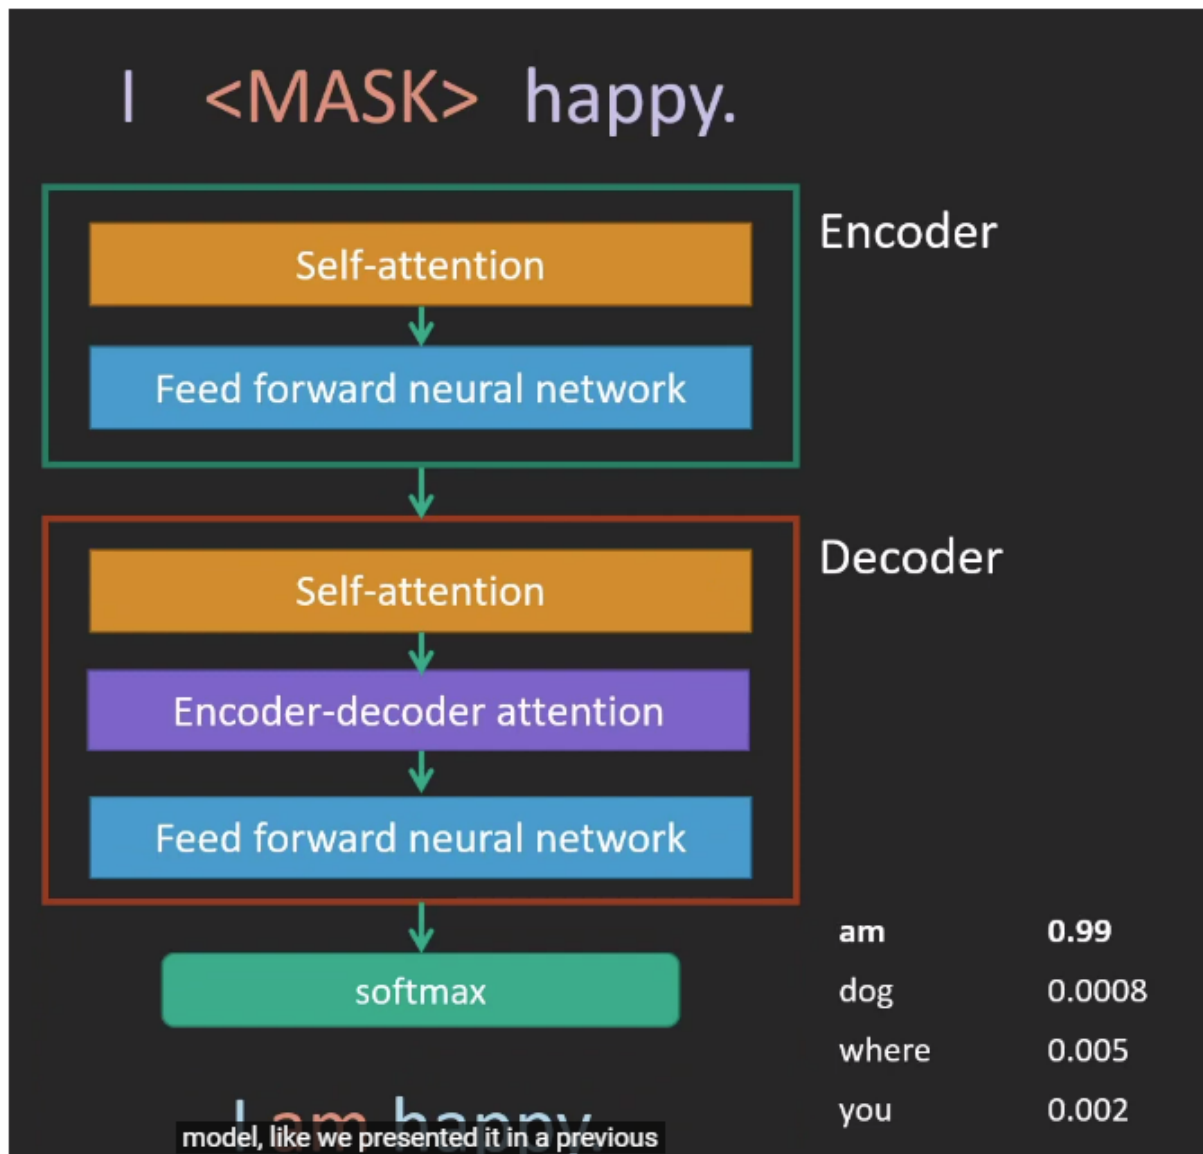 I <MASK> happy.
Encoder
Self-attention
Feed forward neural network
Decoder
Self-attention
Encoder-decoder attention
Feed forward neural network
softmax
am 0.99
dog 0.0008
where 0.005
you 0.002
I am happy.
model, like we presented it in a previous